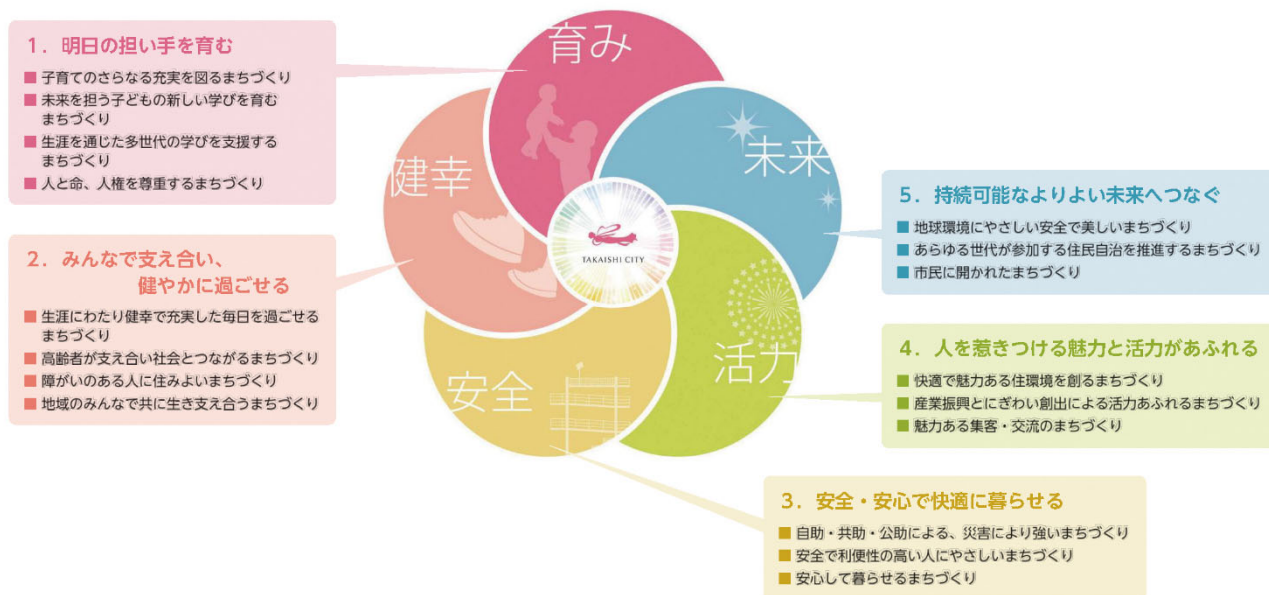 育み
未来
健幸
活力
安全
TAKAISHI CITY
1. 明日の担い手を育む
■ 子育てのさらなる充実を図るまちづくり
■ 未来を担う子どもの新しい学びを育む
まちづくり
■ 生涯を通じた多世代の学びを支援する
まちづくり
■ 人と命、人権を尊重するまちづくり
2. みんなで支え合い、
健やかに過ごせる
■ 生涯にわたり健幸で充実した毎日を過ごせる
まちづくり
■ 高齢者が支え合い社会とつながるまちづくり
■ 障がいのある人に住みよいまちづくり
■ 地域のみんなで共に生き支え合うまちづくり
5. 持続可能なよりよい未来へつなぐ
■ 地球環境にやさしい安全で美しいまちづくり
■ あらゆる世代が参加する住民自治を推進するまちづくり
■ 市民に開かれたまちづくり
4. 人を惹きつける魅力と活力があふれる
■ 快適で魅力ある住環境を創るまちづくり
■ 産業振興とにぎわい創出による活力あふれるまちづくり
■ 魅力ある集客・交流のまちづくり
3. 安全・安心で快適に暮らせる
■ 自助・共助・公助による、災害により強いまちづくり
■ 安全で利便性の高い人にやさしいまちづくり
■ 安心して暮らせるまちづくり